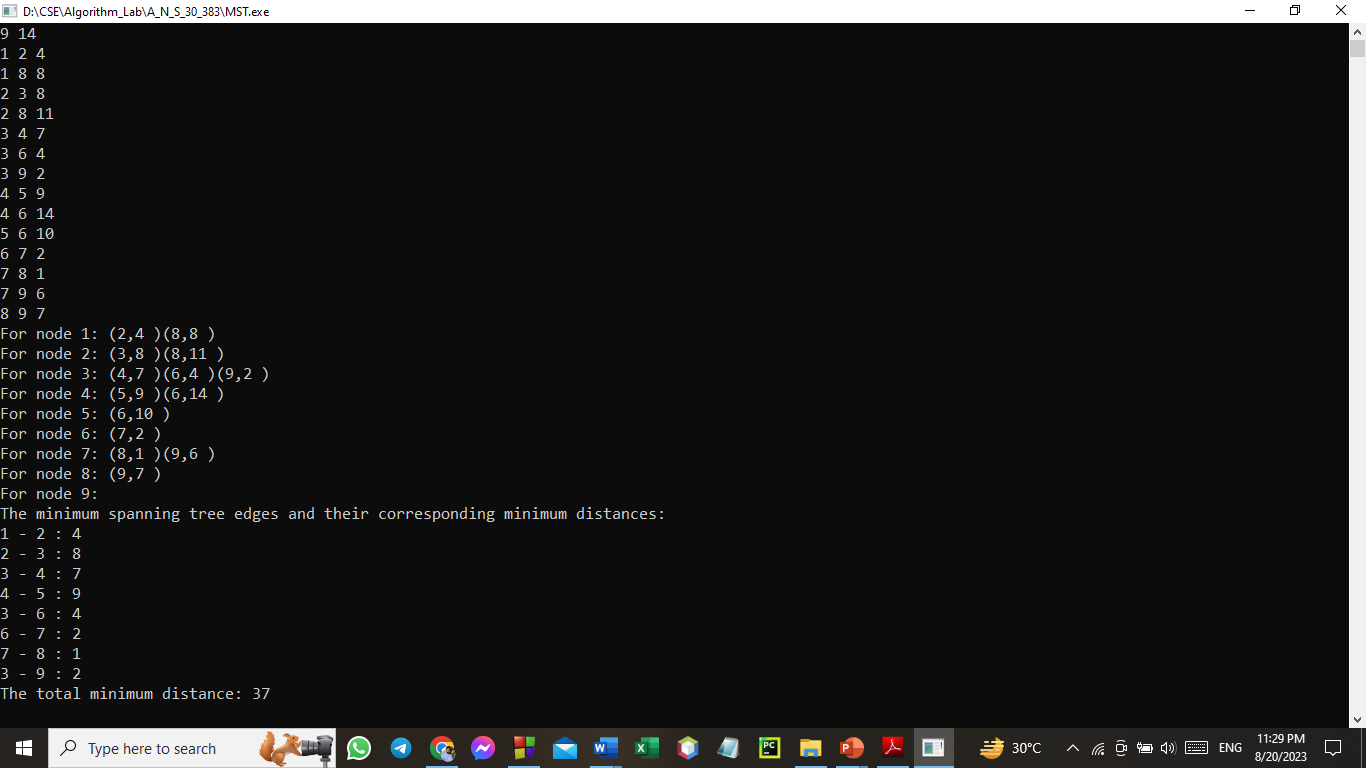 D:\CSE\Algorithm_Lab\A_N_S_30_383\MST.exe
9 14
1 2 4
1 8 8
2 3 8
2 8 11
3 4 7
3 6 4
3 9 2
4 5 9
4 6 14
5 6 10
6 7 2
7 8 1
7 9 6
8 9 7
For node 1: (2,4 )(8,8 )
For node 2: (3,8 )(8,11 )
For node 3: (4,7 )(6,4 )(9,2 )
For node 4: (5,9 )(6,14 )
For node 5: (6,10 )
For node 6: (7,2 )
For node 7: (8,1 )(9,6 )
For node 8: (9,7 )
For node 9:
The minimum spanning tree edges and their corresponding minimum distances:
1 - 2 : 4
2 - 3 : 8
3 - 4 : 7
4 - 5 : 9
3 - 6 : 4
6 - 7 : 2
7 - 8 : 1
3 - 9 : 2
The total minimum distance: 37
Type here to search
PC
30°C
ENG
11:29 PM
8/20/2023